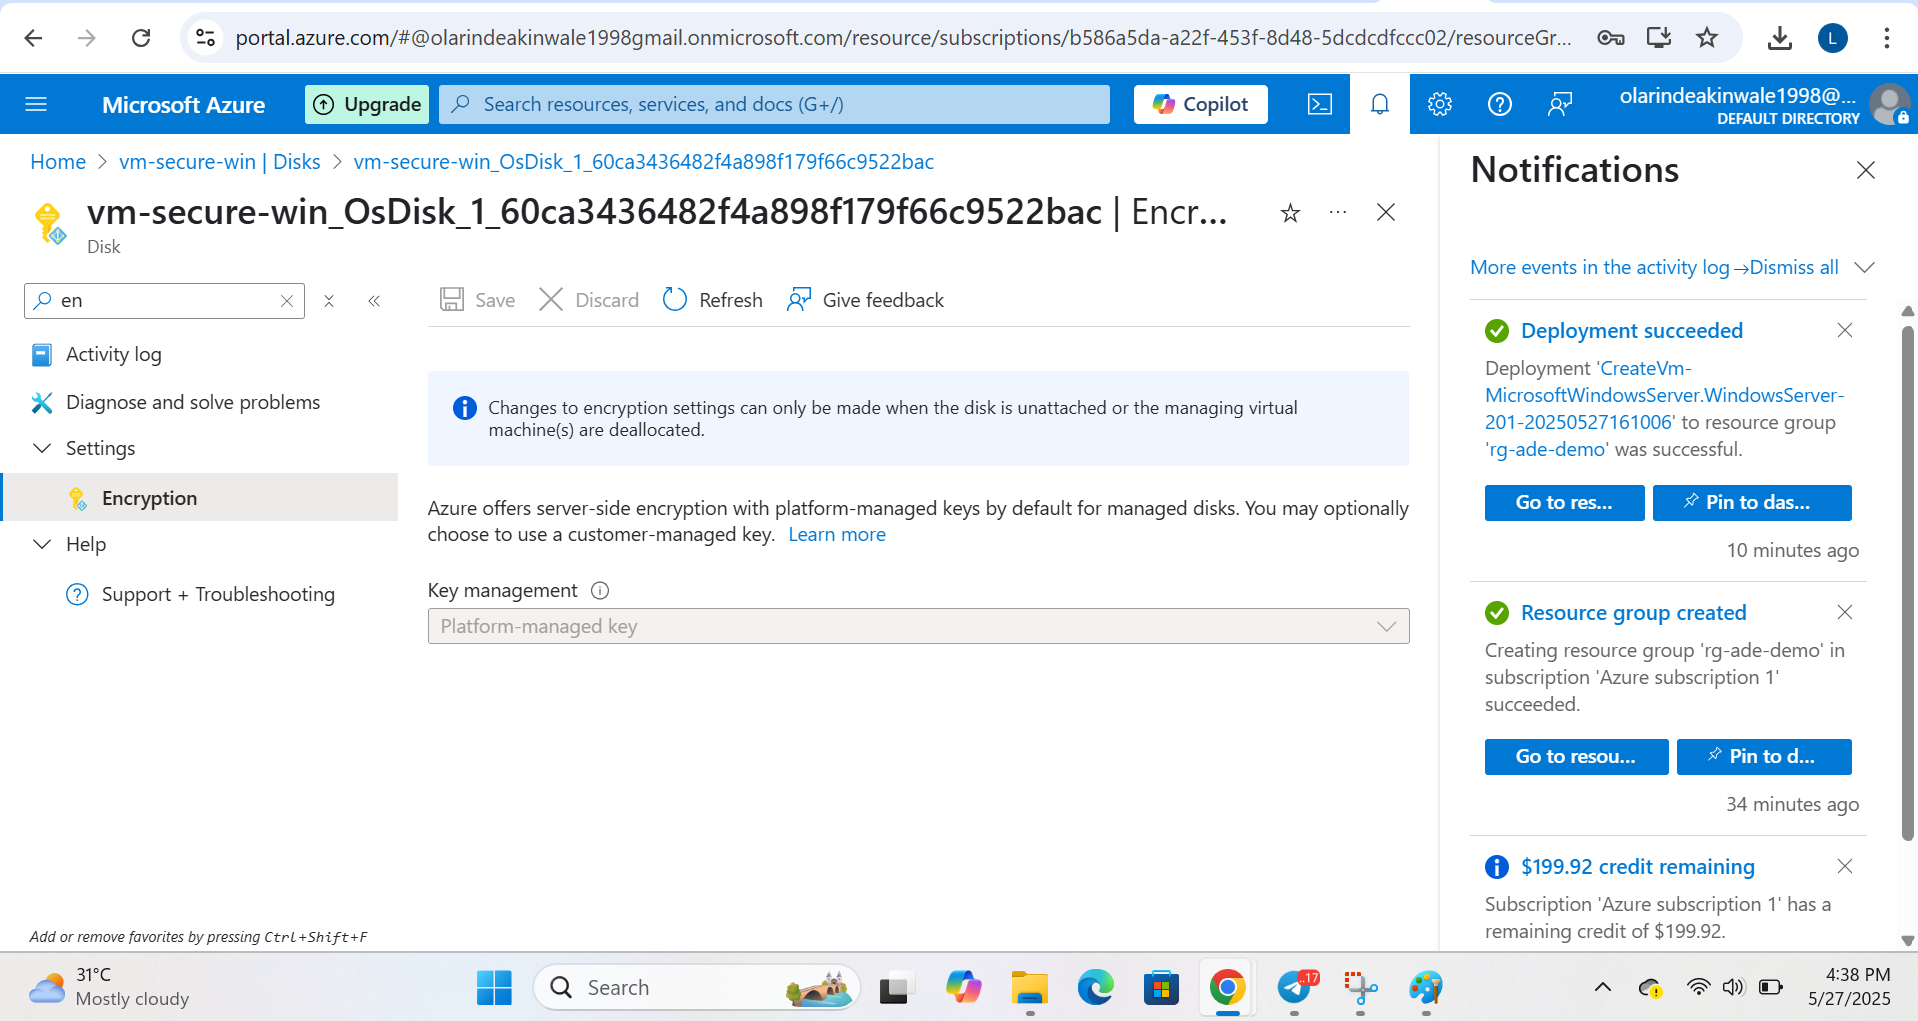 portal.azure.com/#@olarindeakinwale1998gmail.onmicrosoft.com/resource/subscriptions/b586a5da-a22f-453f-8d48-5dcdcdfccc02/resourceGr...
L
Microsoft Azure
Upgrade
Search resources, services, and docs (G+/)
Copilot
olarindeakinwale1998@...
DEFAULT DIRECTORY
Home > vm-secure-win | Disks > vm-secure-win_OsDisk_1_60ca3436482f4a898f179f66c9522bac
vm-secure-win_OsDisk_1_60ca3436482f4a898f179f66c9522bac | Encr...
Disk
en
Activity log
Diagnose and solve problems
Settings
Encryption
Help
Support + Troubleshooting
Add or remove favorites by pressing Ctrl+Shift+F
Save
Discard
Refresh
Give feedback
Changes to encryption settings can only be made when the disk is unattached or the managing virtual
machine(s) are deallocated.
Azure offers server-side encryption with platform-managed keys by default for managed disks. You may optionally
choose to use a customer-managed key. Learn more
Key management
Platform-managed key
Notifications
More events in the activity log →
Dismiss all
Deployment succeeded
Deployment 'CreateVm-
MicrosoftWindowsServer.WindowsServer-
201-20250527161006' to resource group
'rg-ade-demo' was successful.
Go to res...
Pin to das...
10 minutes ago
Resource group created
Creating resource group 'rg-ade-demo' in
subscription 'Azure subscription 1'
succeeded.
Go to resou...
Pin to d...
34 minutes ago
$199.92 credit remaining
Subscription 'Azure subscription 1' has a
remaining credit of $199.92.
31°C
Mostly cloudy
Search
..17
4:38 PM
5/27/2025